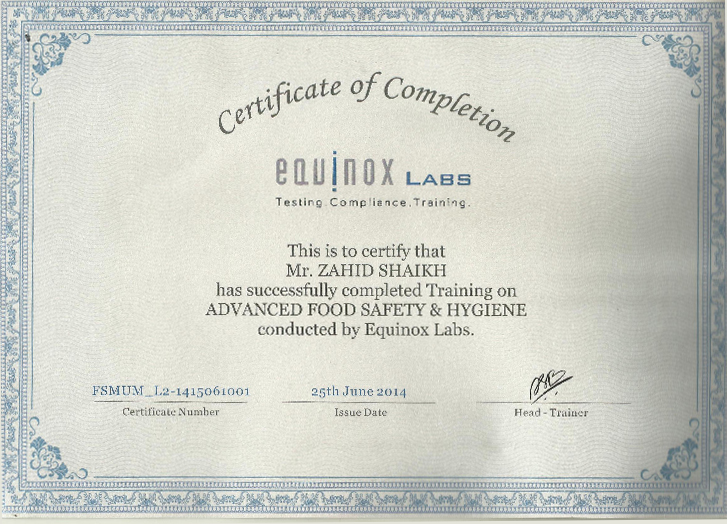 Certificate of Completion
equinox LABS
Testing.Compliance.Training.
This is to certify that
Mr. ZAHID SHAIKH
has successfully completed Training on
ADVANCED FOOD SAFETY & HYGIENE
conducted by Equinox Labs.
FSMUM_L2-1415061001
25th June 2014
Certificate Number
Issue Date
Head - Trainer